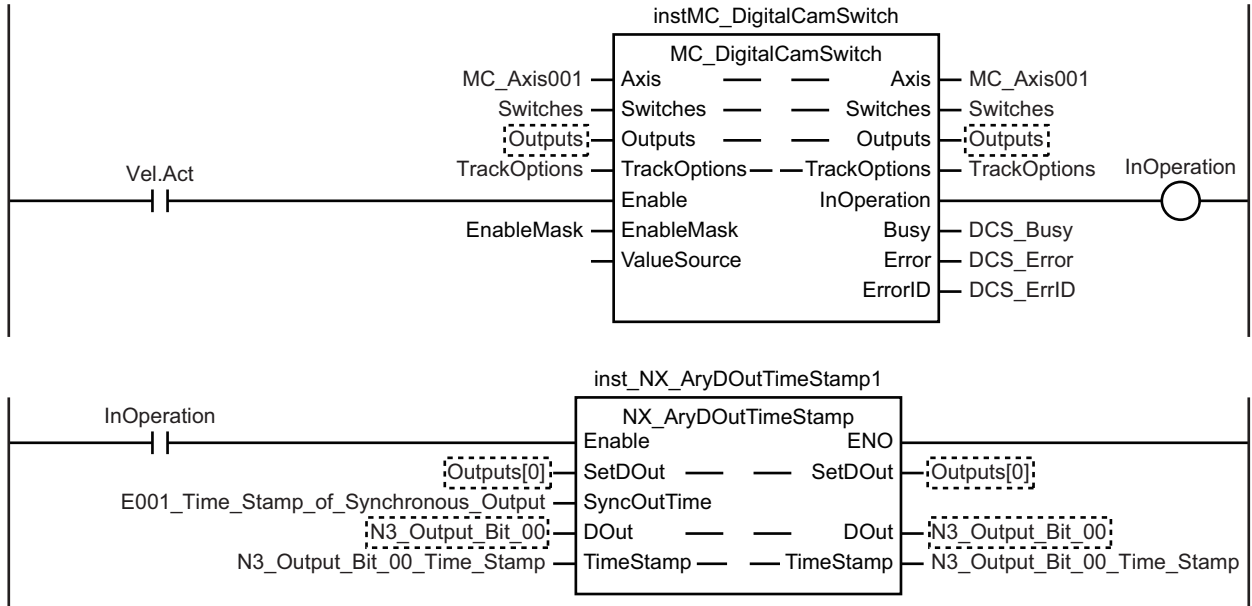 instMC_DigitalCamSwitch
MC_DigitalCamSwitch
MC_Axis001 Axis Axis MC_Axis001
Switches Switches Switches Switches
Outputs Outputs Outputs Outputs
Vel.Act TrackOptions TrackOptions TrackOptions TrackOptions InOperation
Enable InOperation
EnableMask EnableMask Busy DCS_Busy
ValueSource Error DCS_Error
ErrorID DCS_ErrID
inst_NX_AryDOutTimeStamp1
InOperation NX_AryDOutTimeStamp
Enable ENO
Outputs[0] SetDOut SetDOut Outputs[0]
E001_Time_Stamp_of_Synchronous_Output SyncOutTime
N3_Output_Bit_00 DOut DOut N3_Output_Bit_00
N3_Output_Bit_00_Time_Stamp TimeStamp TimeStamp N3_Output_Bit_00_Time_Stamp